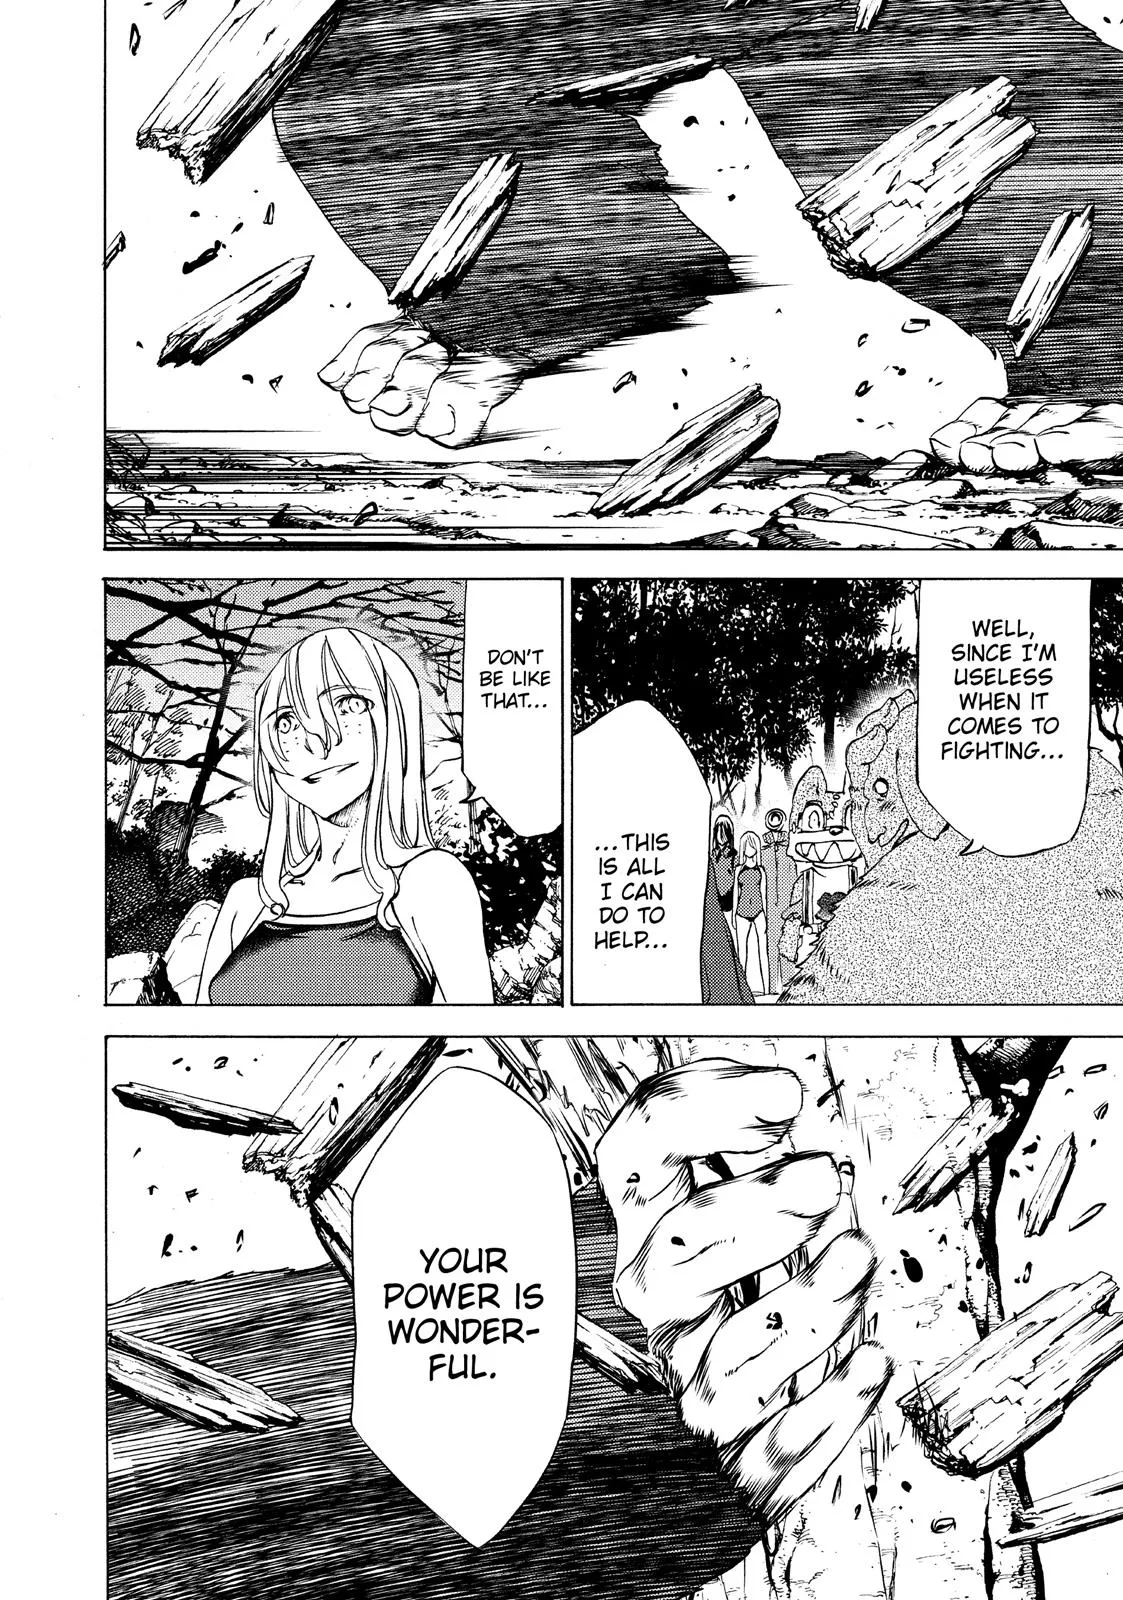 WELL,
SINCE I'M
USELESS
WHEN IT
COMES TO
FIGHTING...
...THIS
IS ALL
I CAN
DO TO
HELP...
DON'T
BE LIKE
THAT...
YOUR
POWER IS
WONDER-
FUL.